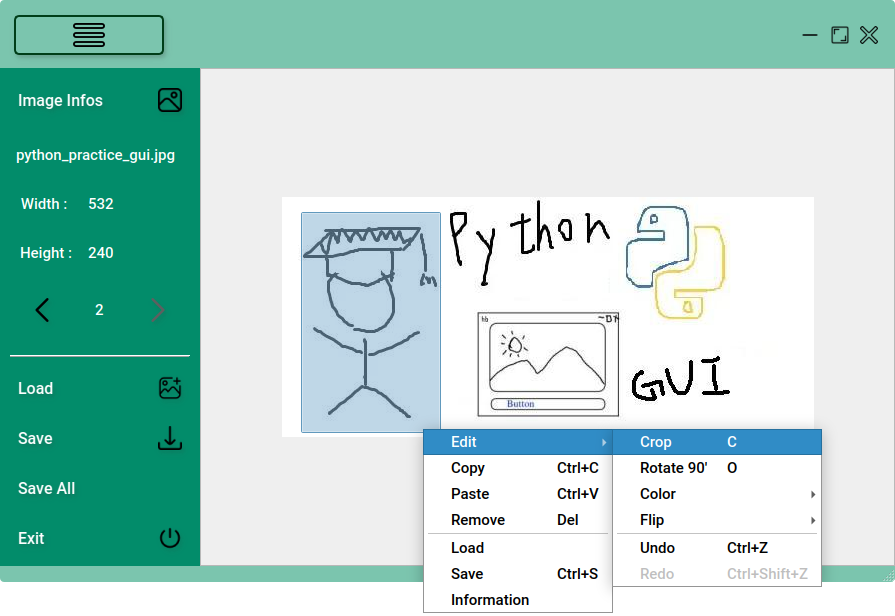 Image Infos
python_practice_gui.jpg
Width : 532
Height : 240
2
Load
Save
Save All
Exit
Python
Button
GUI
Edit
Copy Ctrl+C
Paste Ctrl+V
Remove Del
Load
Save Ctrl+S
Information
Crop C
Rotate 90' O
Color
Flip
Undo Ctrl+Z
Redo Ctrl+Shift+Z